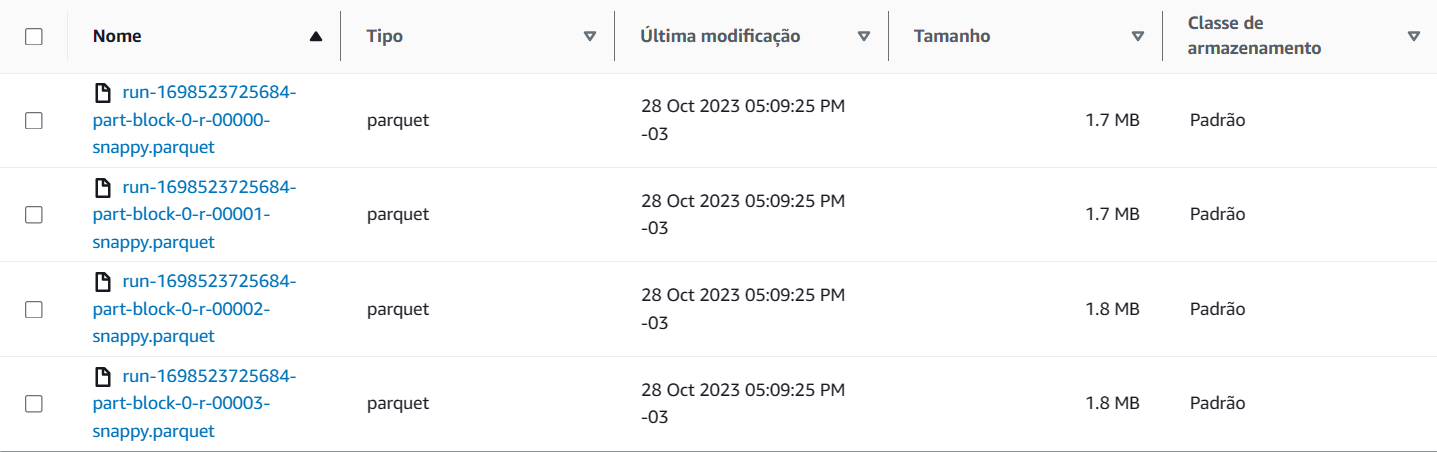 Nome
Tipo
Última modificação
Tamanho
Classe de
armazenamento
run-1698523725684-
part-block-0-r-00000-
snappy.parquet
parquet
28 Oct 2023 05:09:25 PM
-03
1.7 MB
Padrão
run-1698523725684-
part-block-0-r-00001-
snappy.parquet
parquet
28 Oct 2023 05:09:25 PM
-03
1.7 MB
Padrão
run-1698523725684-
part-block-0-r-00002-
snappy.parquet
parquet
28 Oct 2023 05:09:25 PM
-03
1.8 MB
Padrão
run-1698523725684-
part-block-0-r-00003-
snappy.parquet
parquet
28 Oct 2023 05:09:25 PM
-03
1.8 MB
Padrão